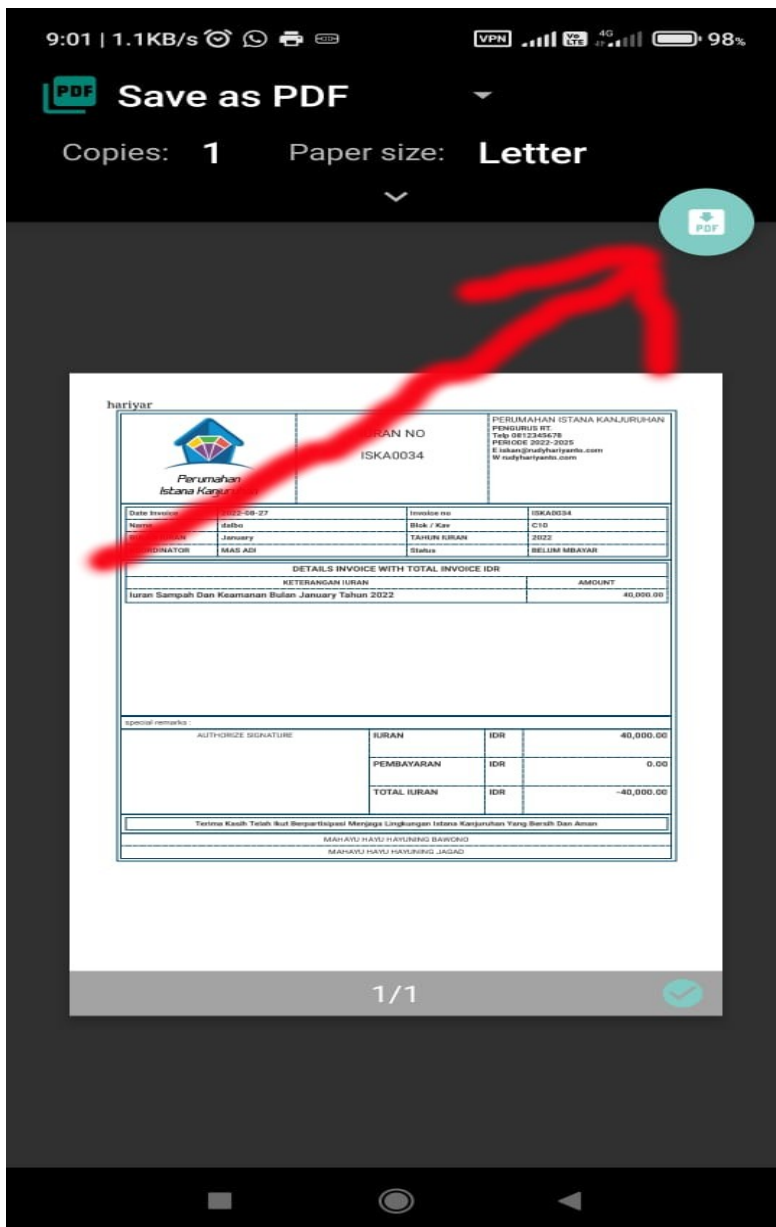 9:01 | 1.1KB/s VPN Vo LTE 4G 98%
PDF Save as PDF
Copies: 1 Paper size: Letter
PDF
hariyar
PERUMAHAN ISTANA KANJURUHAN
PENGURUS RT.
Telp 0812345678
PERIODE 2022-2025
E iskan@rudyhariyanto.com
W rudyhariyanto.com
NO
ISKA0034
Perumahan
Istana
Date Invoice 2022-08-27 Invoice no ISKA0034
Name dalbo Blok / Kav C10
January TAHUN IURAN 2022
MAS ADI Status BELUM MBAYAR
DETAILS INVOICE WITH TOTAL INVOICE IDR
KETERANGAN IURAN AMOUNT
Iuran Sampah Dan Keamanan Bulan January Tahun 2022 40,000.00
special remarks :
AUTHORIZE SIGNATURE IURAN IDR 40,000.00
PEMBAYARAN IDR 0.00
TOTAL IURAN IDR -40,000.00
Terima Kasih Telah Ikut Berpartisipasi Menjaga Lingkungan Istana Kanjuruhan Yang Bersih Dan Aman
MAHAYU HAYU HAYUNING BAWONO
MAHAYU HAYU HAYUNING JAGAD
1/1